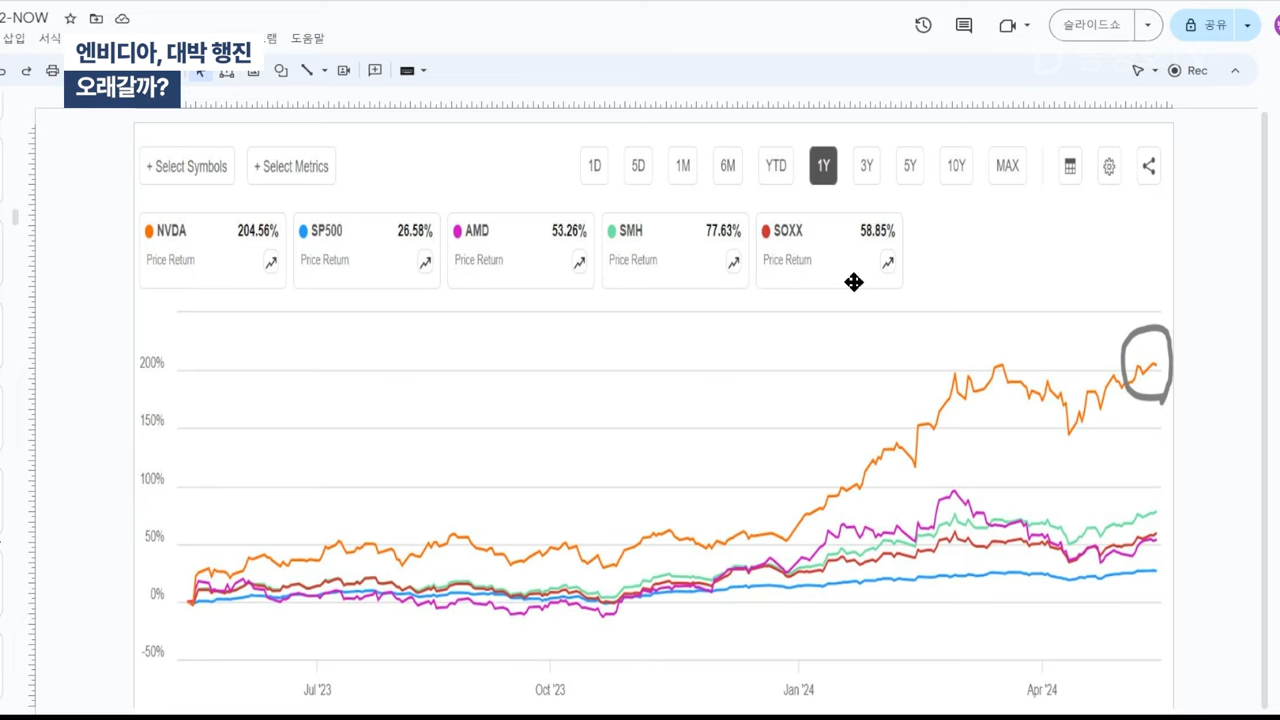 2-NOW
삽입 서식 램 도움말
슬라이드쇼 공유
엔비디아, 대박 행진
오래갈까?
Rec
+ Select Symbols + Select Metrics 1D 5D 1M 6M YTD 1Y 3Y 5Y 10Y MAX
NVDA 204.56% SP500 26.58% AMD 53.26% SMH 77.63% SOXX 58.85%
Price Return Price Return Price Return Price Return Price Return
200%
150%
100%
50%
0%
-50%
Jul '23 Oct '23 Jan '24 Apr '24